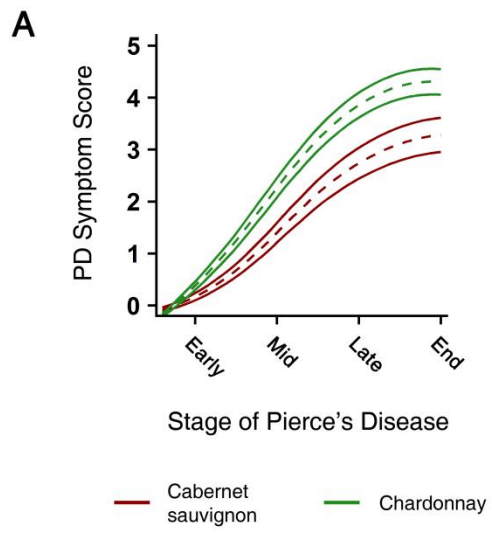 A
5
4
3
2
1
0
PD Symptom Score
Early
Mid
Late
End
Stage of Pierce’s Disease
Cabernet
sauvignon
Chardonnay